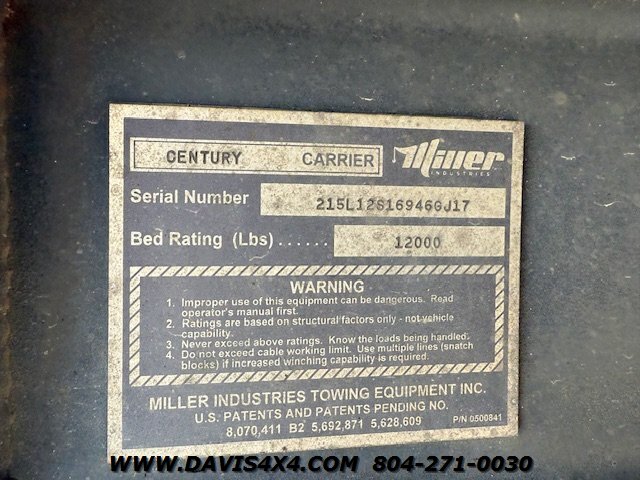 CENTURY CARRIER Miller
INDUSTRIES
Serial Number 215L12S16946GJ17
Bed Rating (Lbs) ...... 12000
WARNING
1. Improper use of this equipment can be dangerous. Read
operator's manual first.
2. Ratings are based on structural factors only - not vehicle
capability.
3. Never exceed above ratings. Know the loads being handled.
4. Do not exceed cable working limit. Use multiple lines (snatch
blocks) if increased winching capability is required.
MILLER INDUSTRIES TOWING EQUIPMENT INC.
U.S. PATENTS AND PATENTS PENDING NO.
8,070,411 B2 5,692,871 5,628,609
P/N 0500841
WWW.DAVIS4X4.COM 804-271-0030